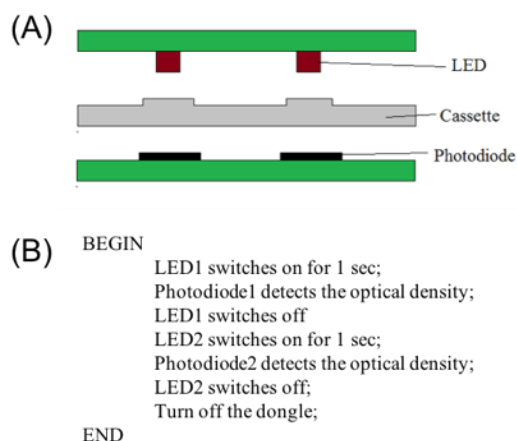 (A)
LED
Cassette
Photodiode
(B)
BEGIN
LED1 switches on for 1 sec;
Photodiode1 detects the optical density;
LED1 switches off
LED2 switches on for 1 sec;
Photodiode2 detects the optical density;
LED2 switches off;
Turn off the dongle;
END